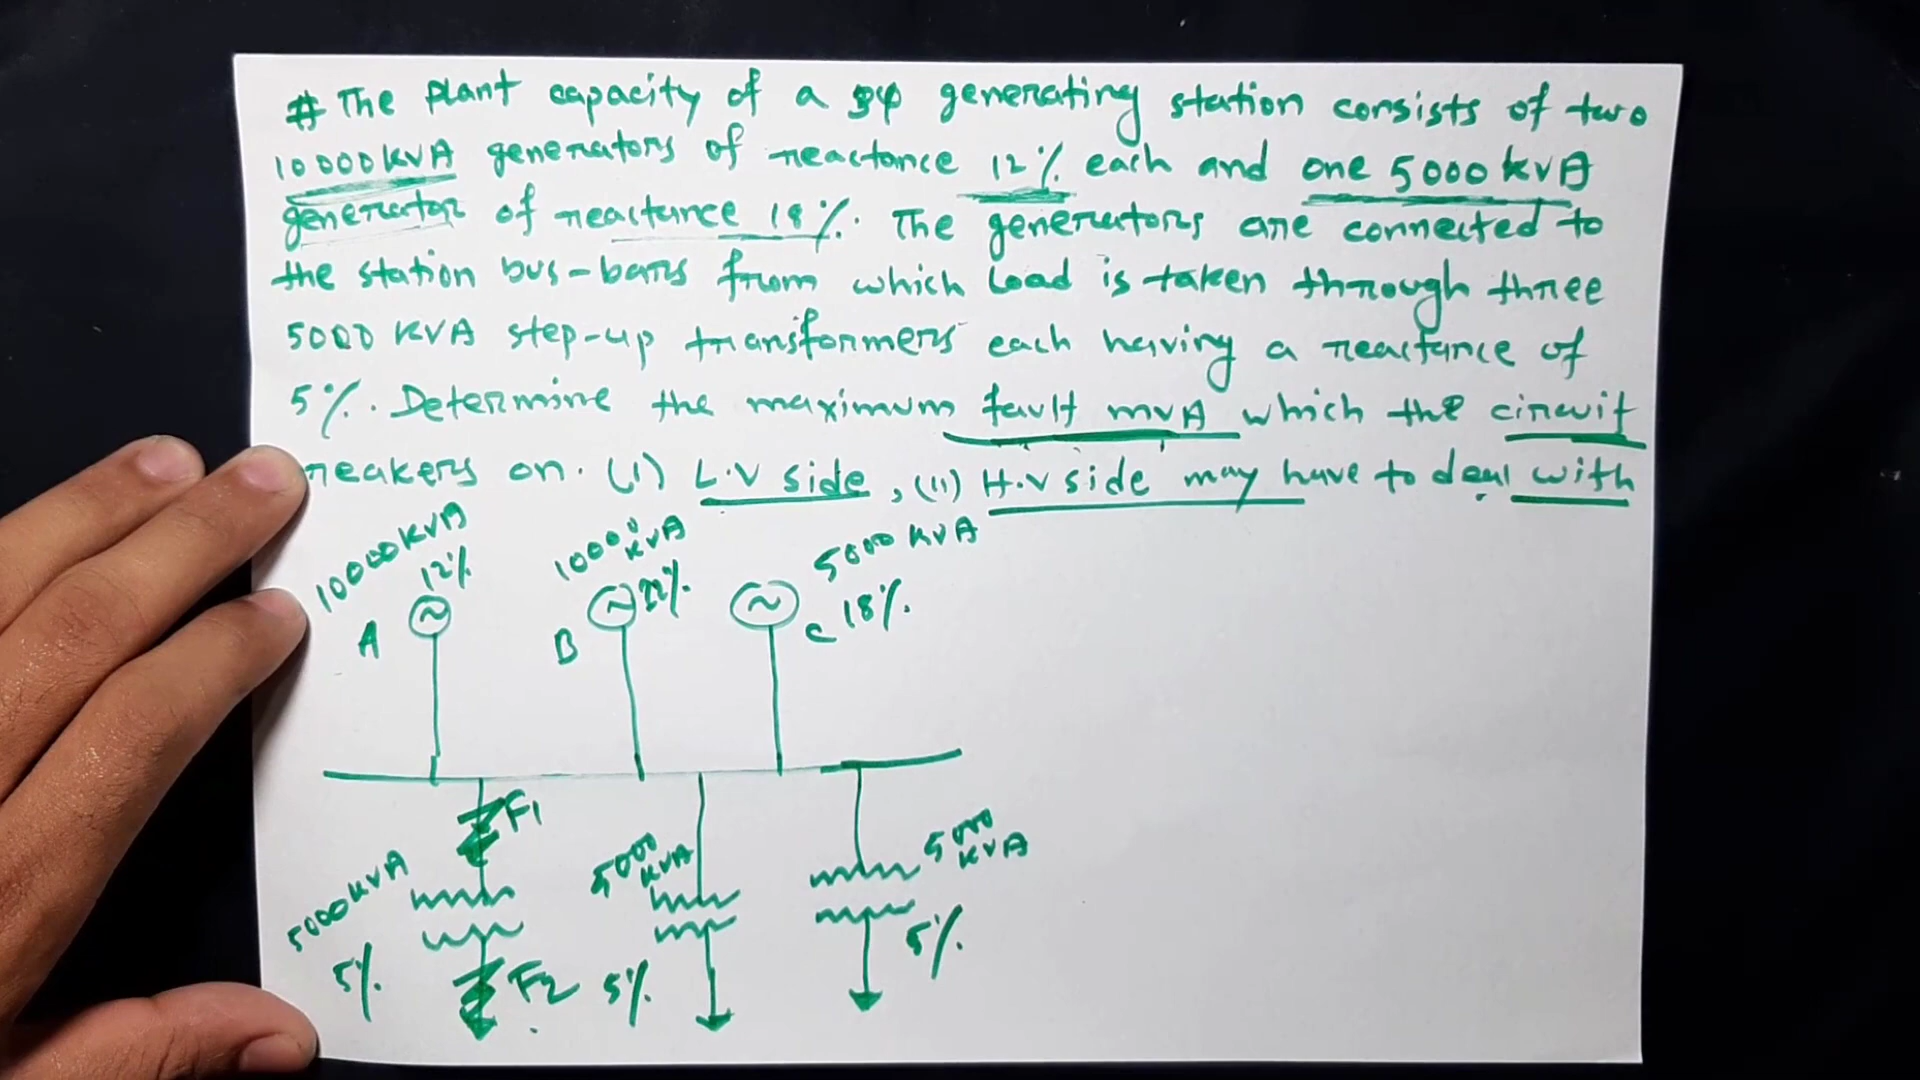 # The plant capacity of a 3φ generating station consists of two
10000 KVA generators of reactance 12% each and one 5000 KVA
generator of reactance 18%. The generators are connected to
the station bus-bars from which load is taken through three
5000 KVA step-up transformers each having a reactance of
5%. Determine the maximum fault MVA which the circuit
reakers on. (i) L.V side, (ii) H.V side may have to deal with
10000 KVA 12% A
10000 KVA 12% B
5000 KVA 18% C
F1
5000 KVA 5%
F2
5000 KVA 5%
5000 KVA 5%